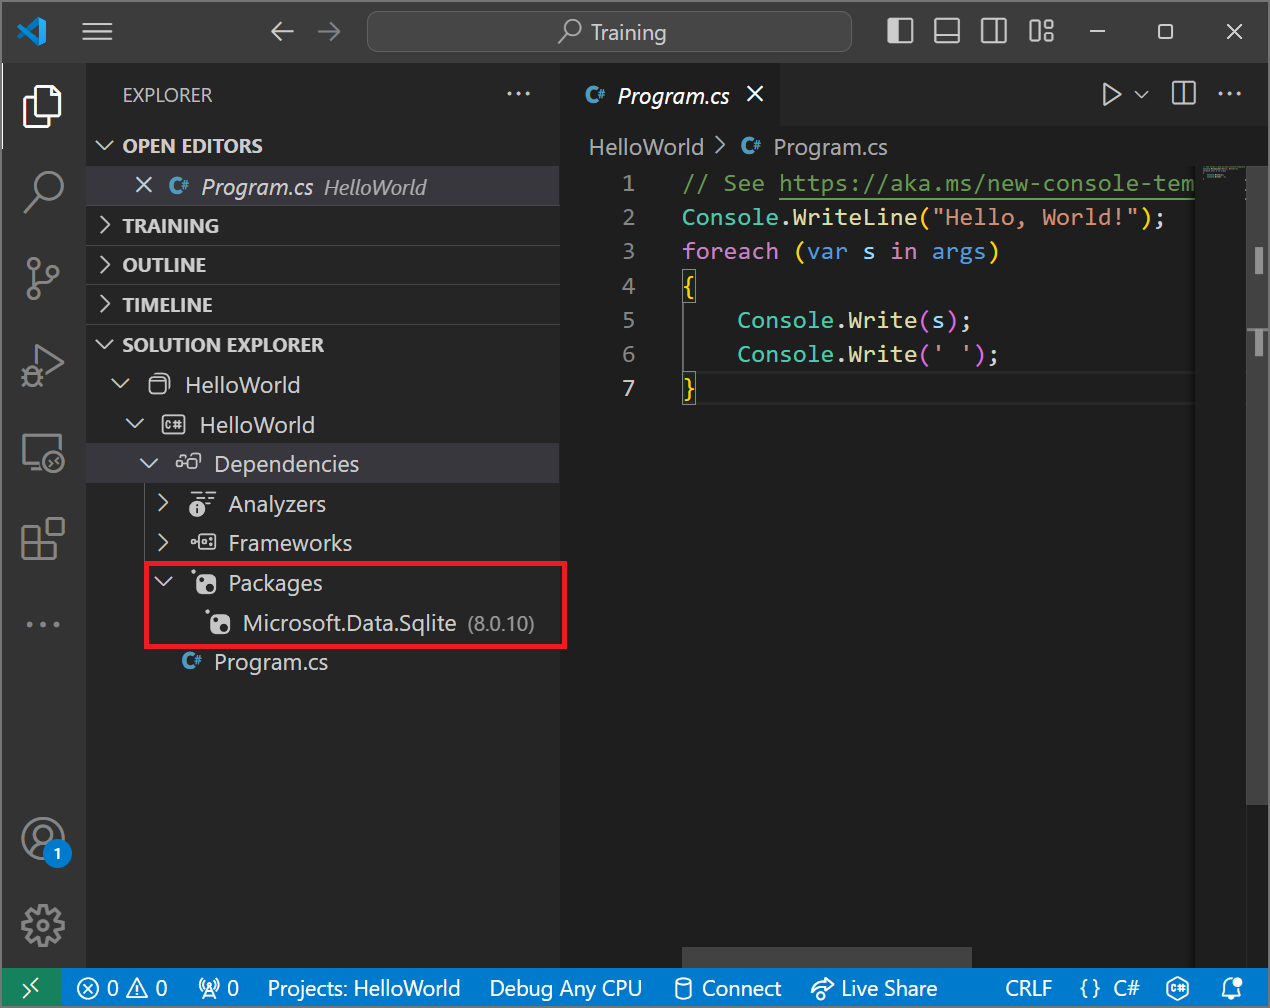 Training
EXPLORER
OPEN EDITORS
Program.cs HelloWorld
TRAINING
OUTLINE
TIMELINE
SOLUTION EXPLORER
HelloWorld
C# HelloWorld
Dependencies
Analyzers
Frameworks
Packages
Microsoft.Data.Sqlite (8.0.10)
C# Program.cs
C# Program.cs
HelloWorld > C# Program.cs
1 // See https://aka.ms/new-console-tem
2 Console.WriteLine("Hello, World!");
3 foreach (var s in args)
4 {
5 Console.Write(s);
6 Console.Write(' ');
7 }
1
0 0 0 Projects: HelloWorld Debug Any CPU Connect Live Share CRLF {} C# C#